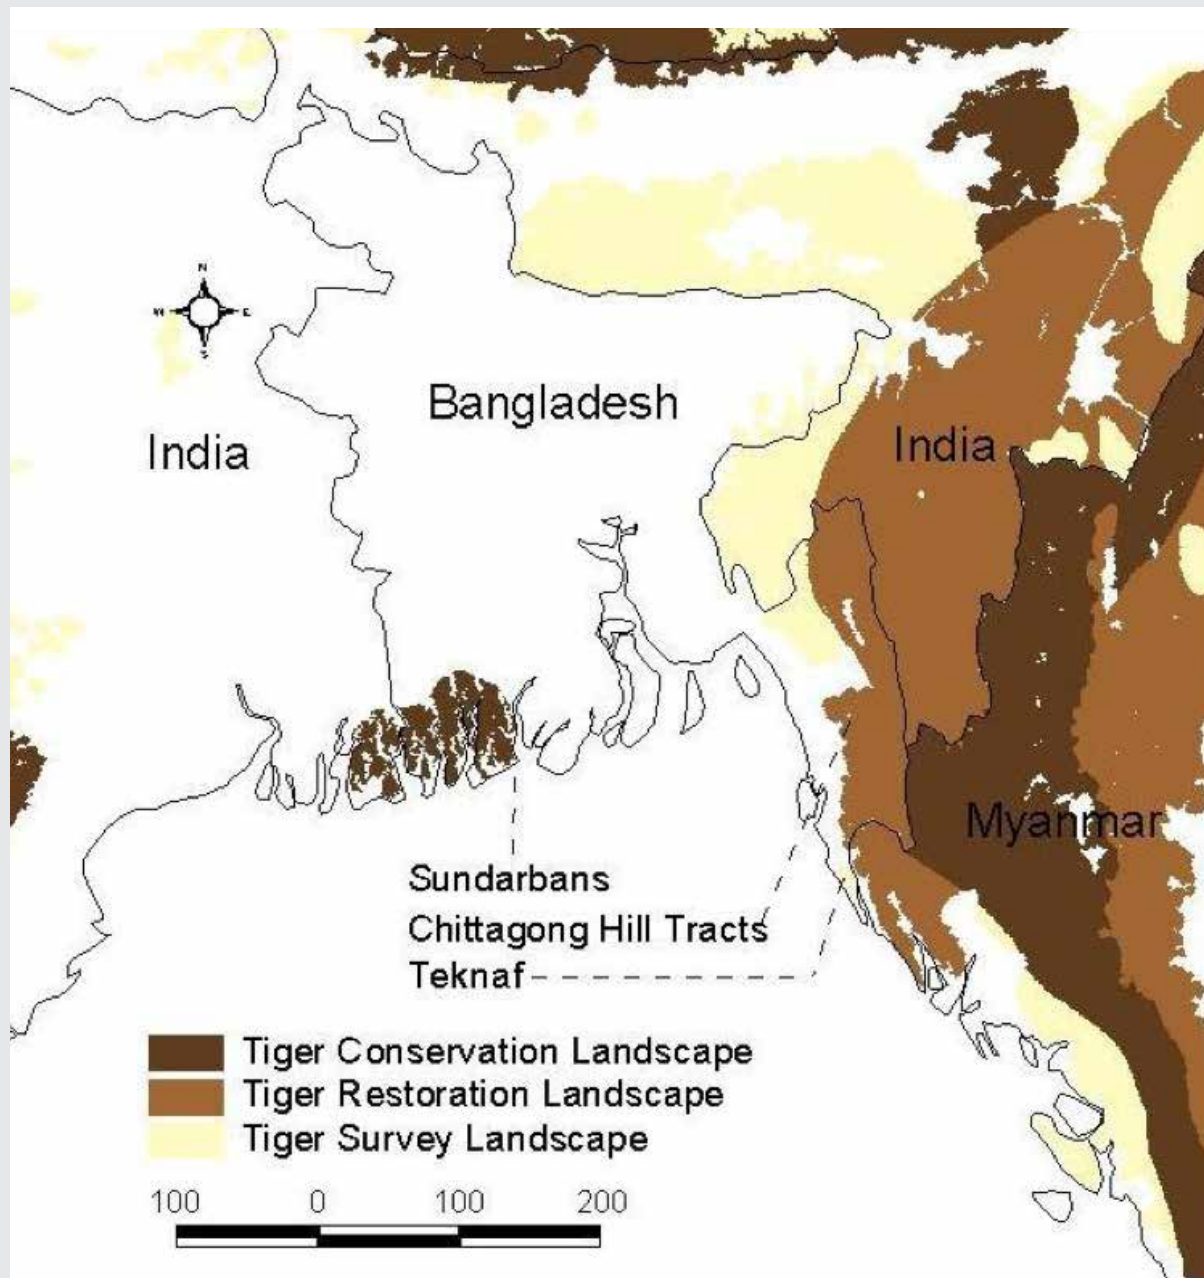 N
W E
S
Bangladesh
India
India
Myanmar
Sundarbans
Chittagong Hill Tracts
Teknaf
Tiger Conservation Landscape
Tiger Restoration Landscape
Tiger Survey Landscape
100 0 100 200